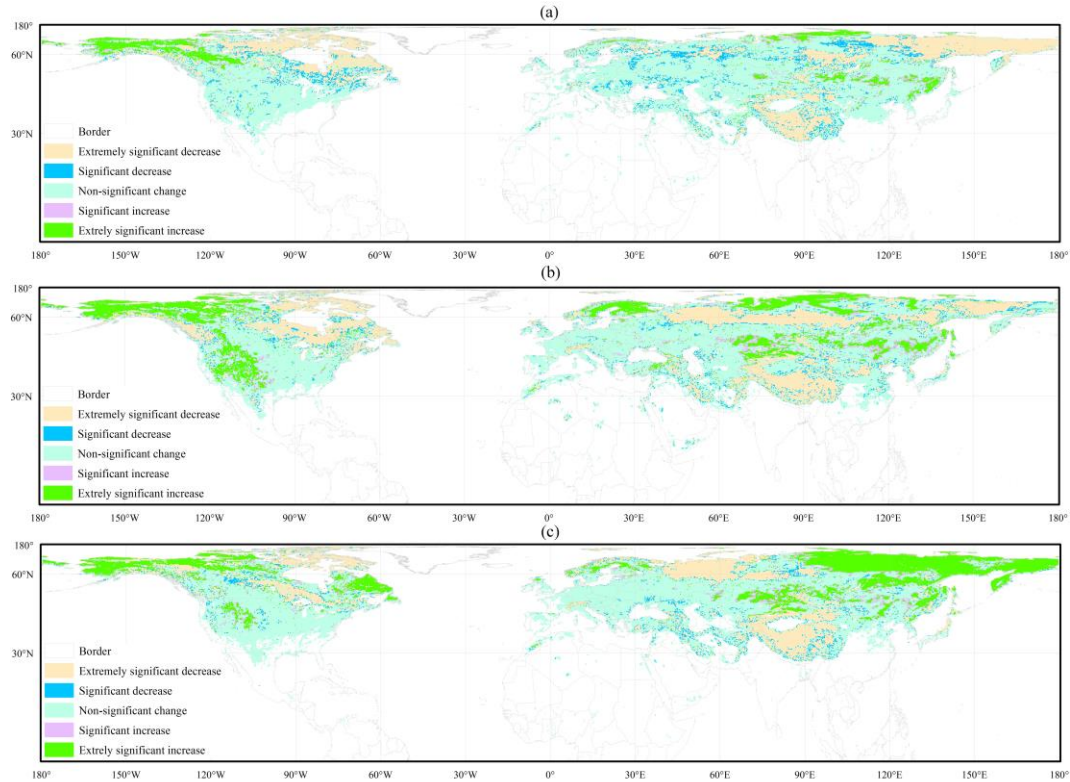 (a)
180°
60°N
30°N
Border
Extremely significant decrease
Significant decrease
Non-significant change
Significant increase
Extrely significant increase
180° 150°W 120°W 90°W 60°W 30°W 0° 30°E 60°E 90°E 120°E 150°E 180°
(b)
180°
60°N
30°N
Border
Extremely significant decrease
Significant decrease
Non-significant change
Significant increase
Extrely significant increase
180° 150°W 120°W 90°W 60°W 30°W 0° 30°E 60°E 90°E 120°E 150°E 180°
(c)
180°
60°N
30°N
Border
Extremely significant decrease
Significant decrease
Non-significant change
Significant increase
Extrely significant increase
180° 150°W 120°W 90°W 60°W 30°W 0° 30°E 60°E 90°E 120°E 150°E 180°